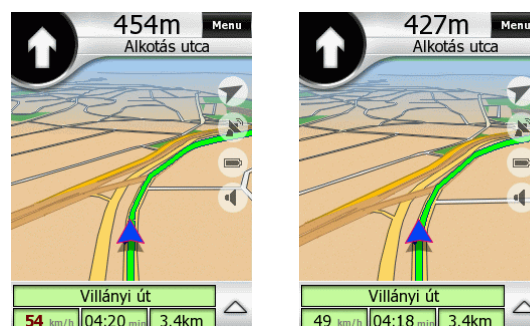 454m Menu
Alkotás utca
Villányi út
54 km/h 04:20 min 3.4km
427m Menu
Alkotás utca
Villányi út
49 km/h 04:18 min 3.4km